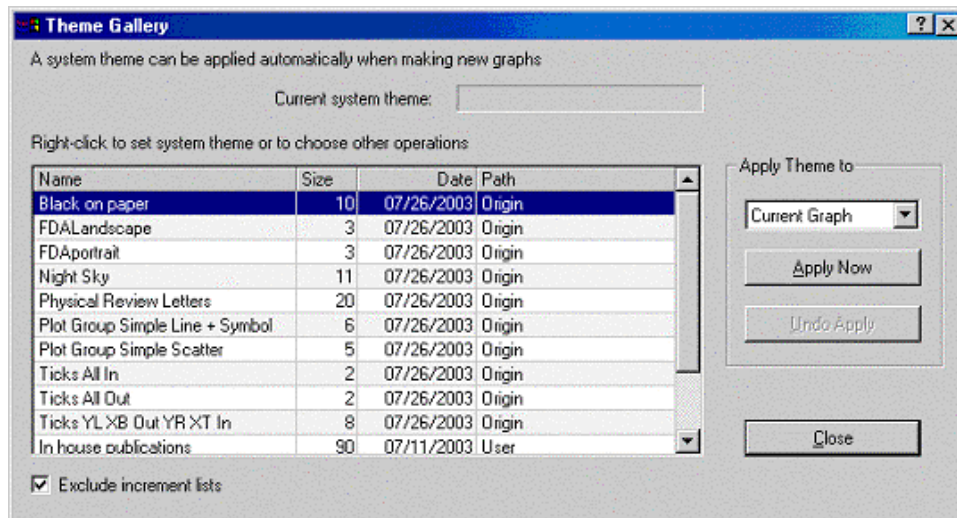 Theme Gallery
A system theme can be applied automatically when making new graphs
Current system theme:
Right-click to set system theme or to choose other operations
Name Size Date Path
Black on paper 10 07/26/2003 Origin
FDALandscape 3 07/26/2003 Origin
FDAportrait 3 07/26/2003 Origin
Night Sky 11 07/26/2003 Origin
Physical Review Letters 20 07/26/2003 Origin
Plot Group Simple Line + Symbol 6 07/26/2003 Origin
Plot Group Simple Scatter 5 07/26/2003 Origin
Ticks All In 2 07/26/2003 Origin
Ticks All Out 2 07/26/2003 Origin
Ticks YL XB Out YR XT In 8 07/26/2003 Origin
In house publications 90 07/11/2003 User
Exclude increment lists
Apply Theme to
Current Graph
Apply Now
Undo Apply
Close